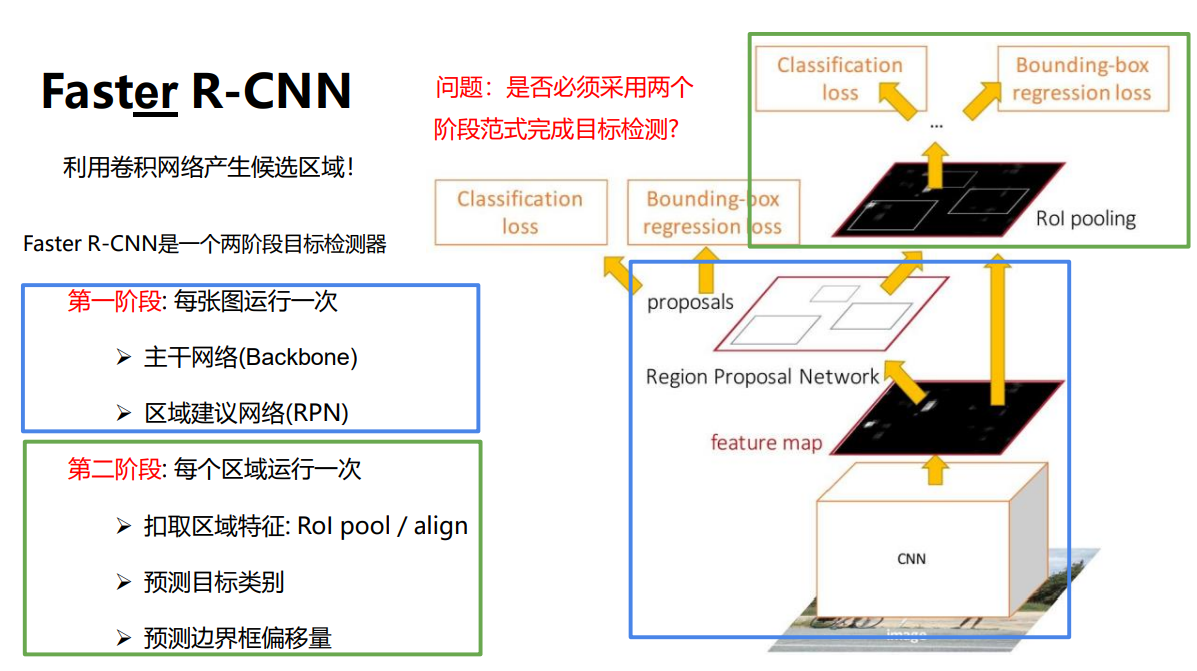 Faster R-CNN
利用卷积网络产生候选区域！
Faster R-CNN是一个两阶段目标检测器
第一阶段: 每张图运行一次
➢ 主干网络(Backbone)
➢ 区域建议网络(RPN)
第二阶段: 每个区域运行一次
➢ 扣取区域特征: RoI pool / align
➢ 预测目标类别
➢ 预测边界框偏移量
问题：是否必须采用两个
阶段范式完成目标检测?
Classification
loss
Bounding-box
regression loss
...
RoI pooling
Classification
loss
Bounding-box
regression loss
proposals
Region Proposal Network
feature map
CNN
image